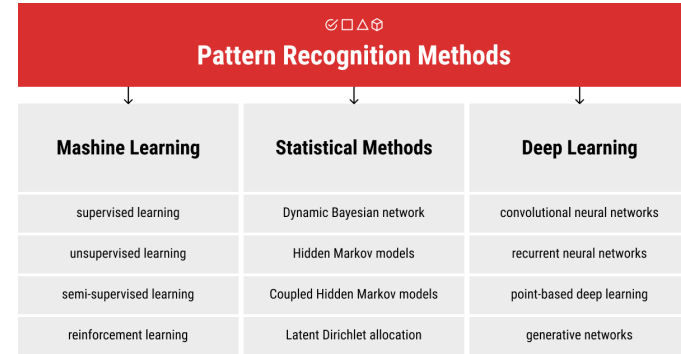 Pattern Recognition Methods
Mashine Learning
supervised learning
unsupervised learning
semi-supervised learning
reinforcement learning
Statistical Methods
Dynamic Bayesian network
Hidden Markov models
Coupled Hidden Markov models
Latent Dirichlet allocation
Deep Learning
convolutional neural networks
recurrent neural networks
point-based deep learning
generative networks